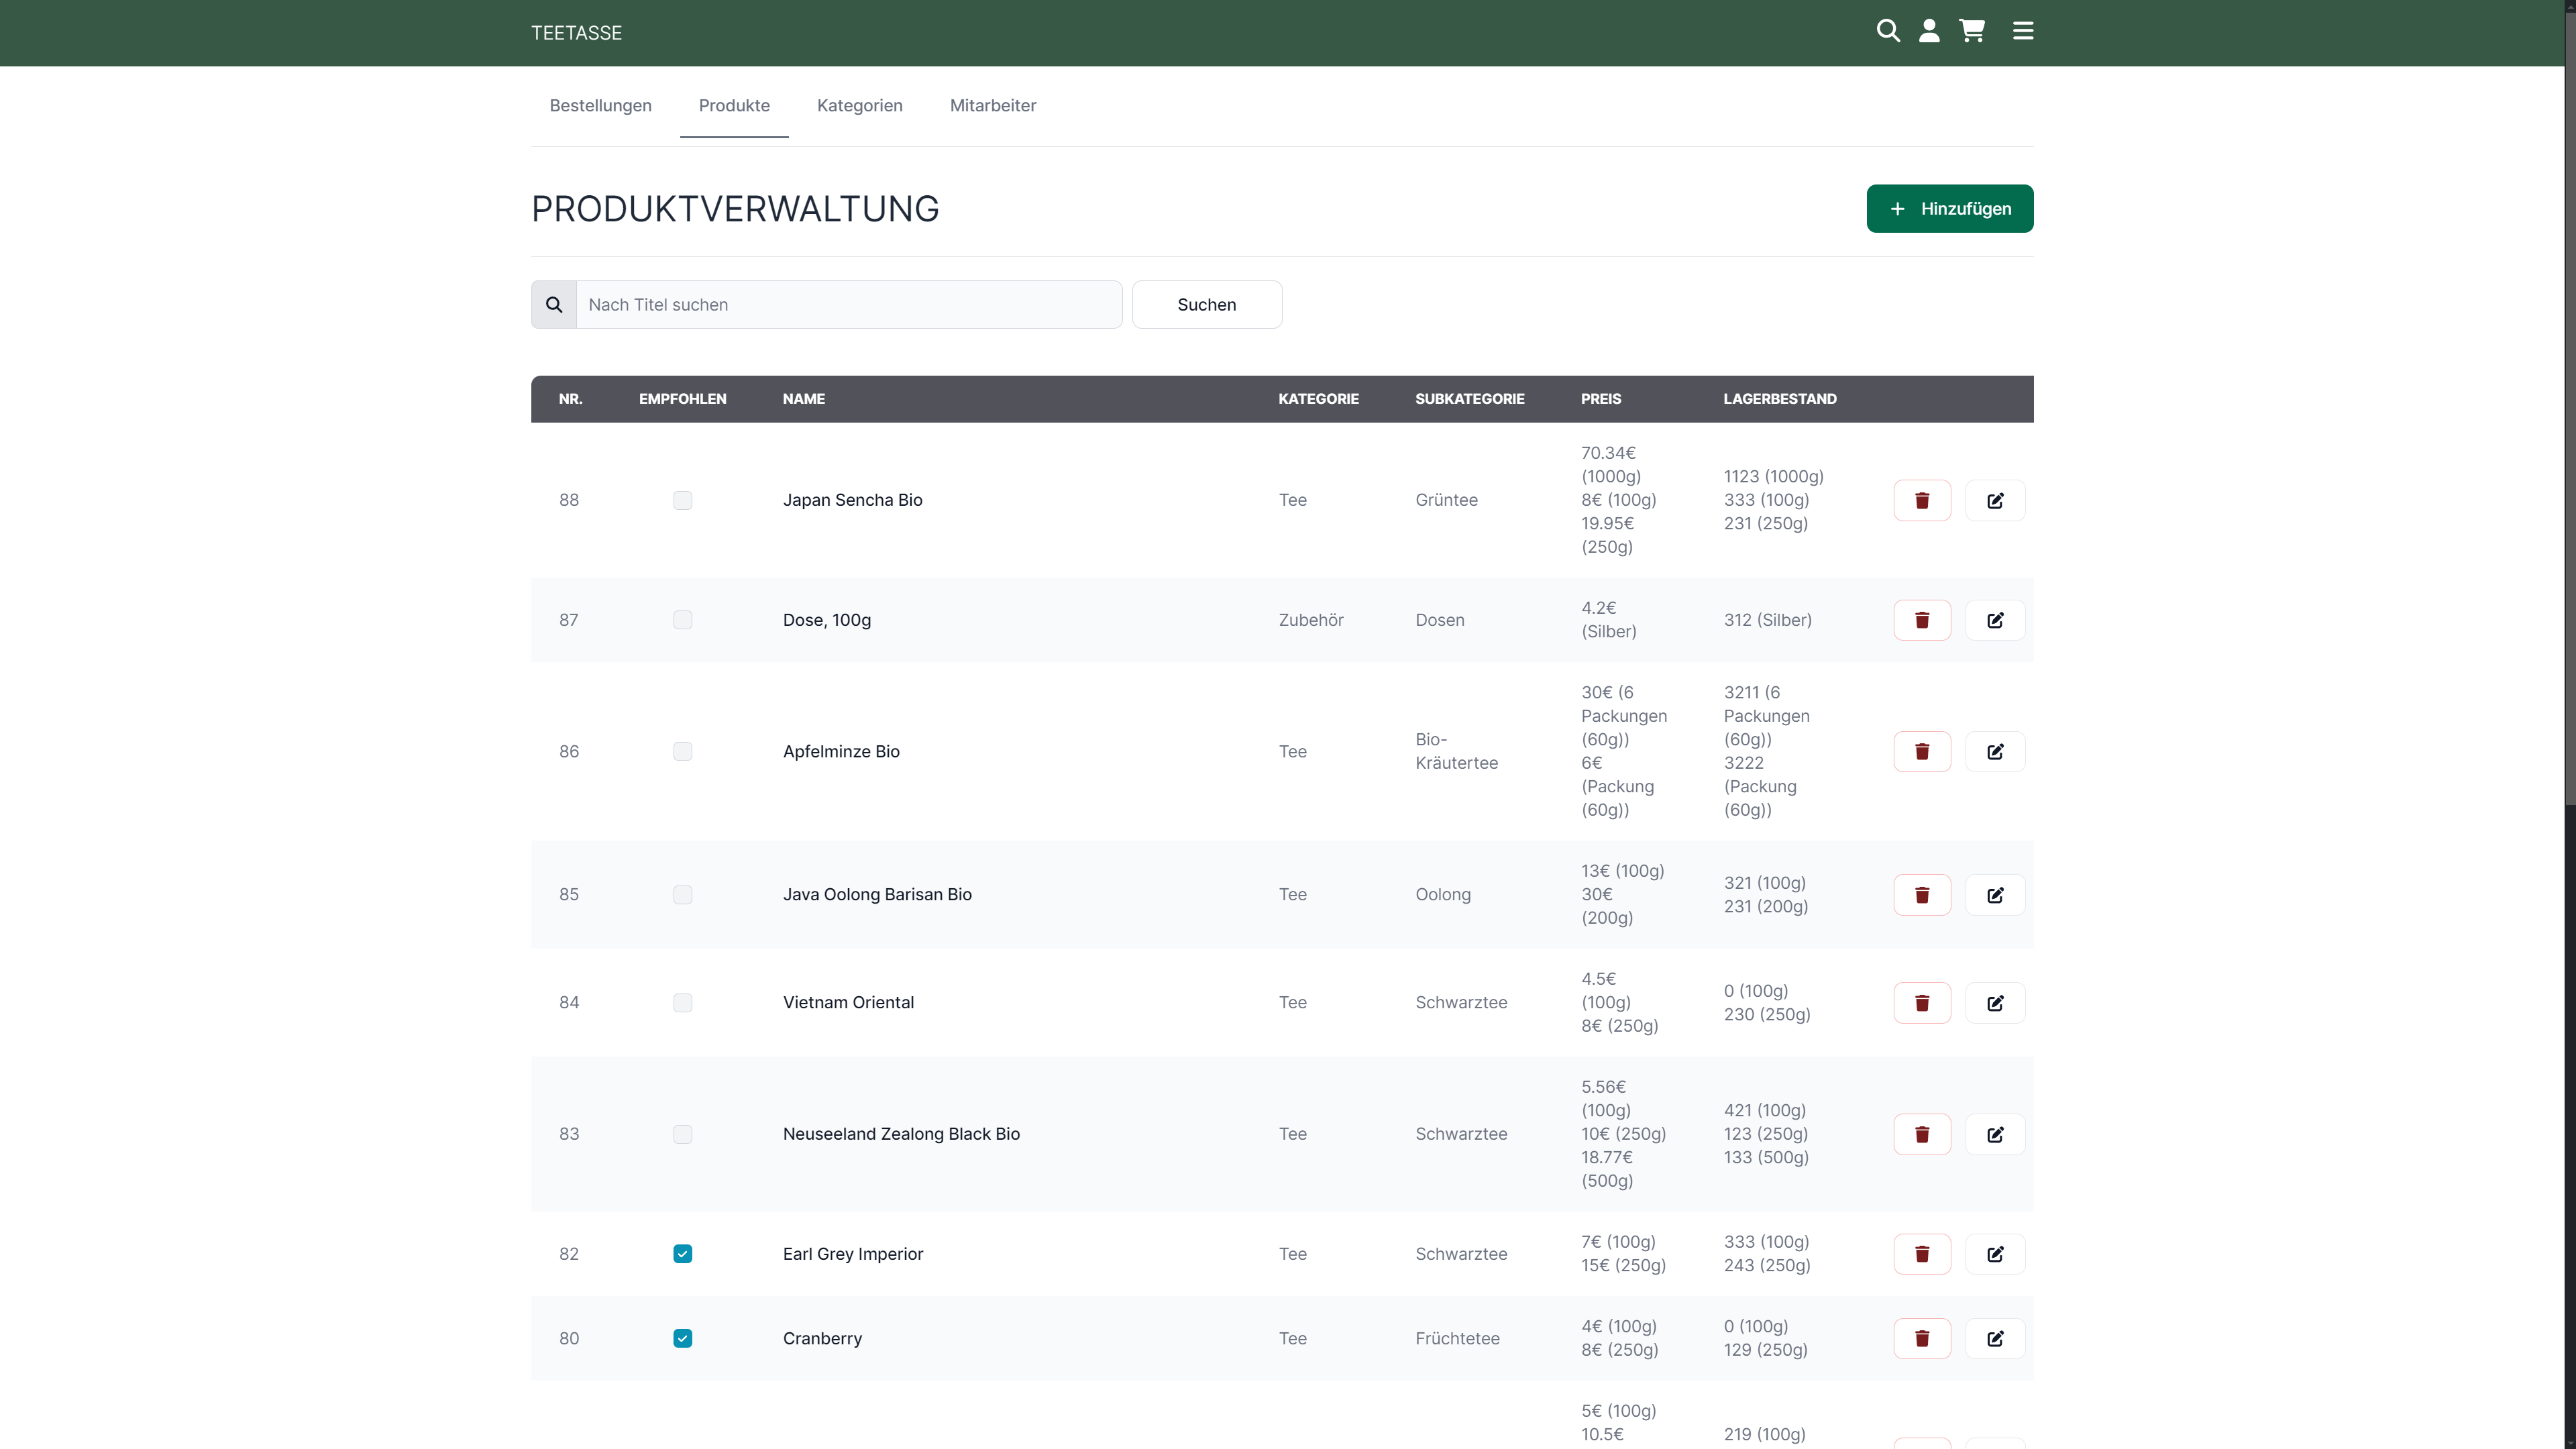 TEETASSE
Bestellungen Produkte Kategorien Mitarbeiter
PRODUKTVERWALTUNG
Hinzufügen
Nach Titel suchen
Suchen
NR. EMPFOHLEN NAME KATEGORIE SUBKATEGORIE PREIS LAGERBESTAND
88 Japan Sencha Bio Tee Grüntee
70.34€
(1000g)
8€ (100g)
19.95€
(250g)
1123 (1000g)
333 (100g)
231 (250g)
87 Dose, 100g Zubehör Dosen
4.2€
(Silber)
312 (Silber)
86 Apfelminze Bio Tee
Bio-
Kräutertee
30€ (6
Packungen
(60g))
6€
(Packung
(60g))
3211 (6
Packungen
(60g))
3222
(Packung
(60g))
85 Java Oolong Barisan Bio Tee Oolong
13€ (100g)
30€
(200g)
321 (100g)
231 (200g)
84 Vietnam Oriental Tee Schwarztee
4.5€
(100g)
8€ (250g)
0 (100g)
230 (250g)
83 Neuseeland Zealong Black Bio Tee Schwarztee
5.56€
(100g)
10€ (250g)
18.77€
(500g)
421 (100g)
123 (250g)
133 (500g)
82 Earl Grey Imperior Tee Schwarztee
7€ (100g)
15€ (250g)
333 (100g)
243 (250g)
80 Cranberry Tee Früchtetee
4€ (100g)
8€ (250g)
0 (100g)
129 (250g)
5€ (100g)
10.5€
219 (100g)